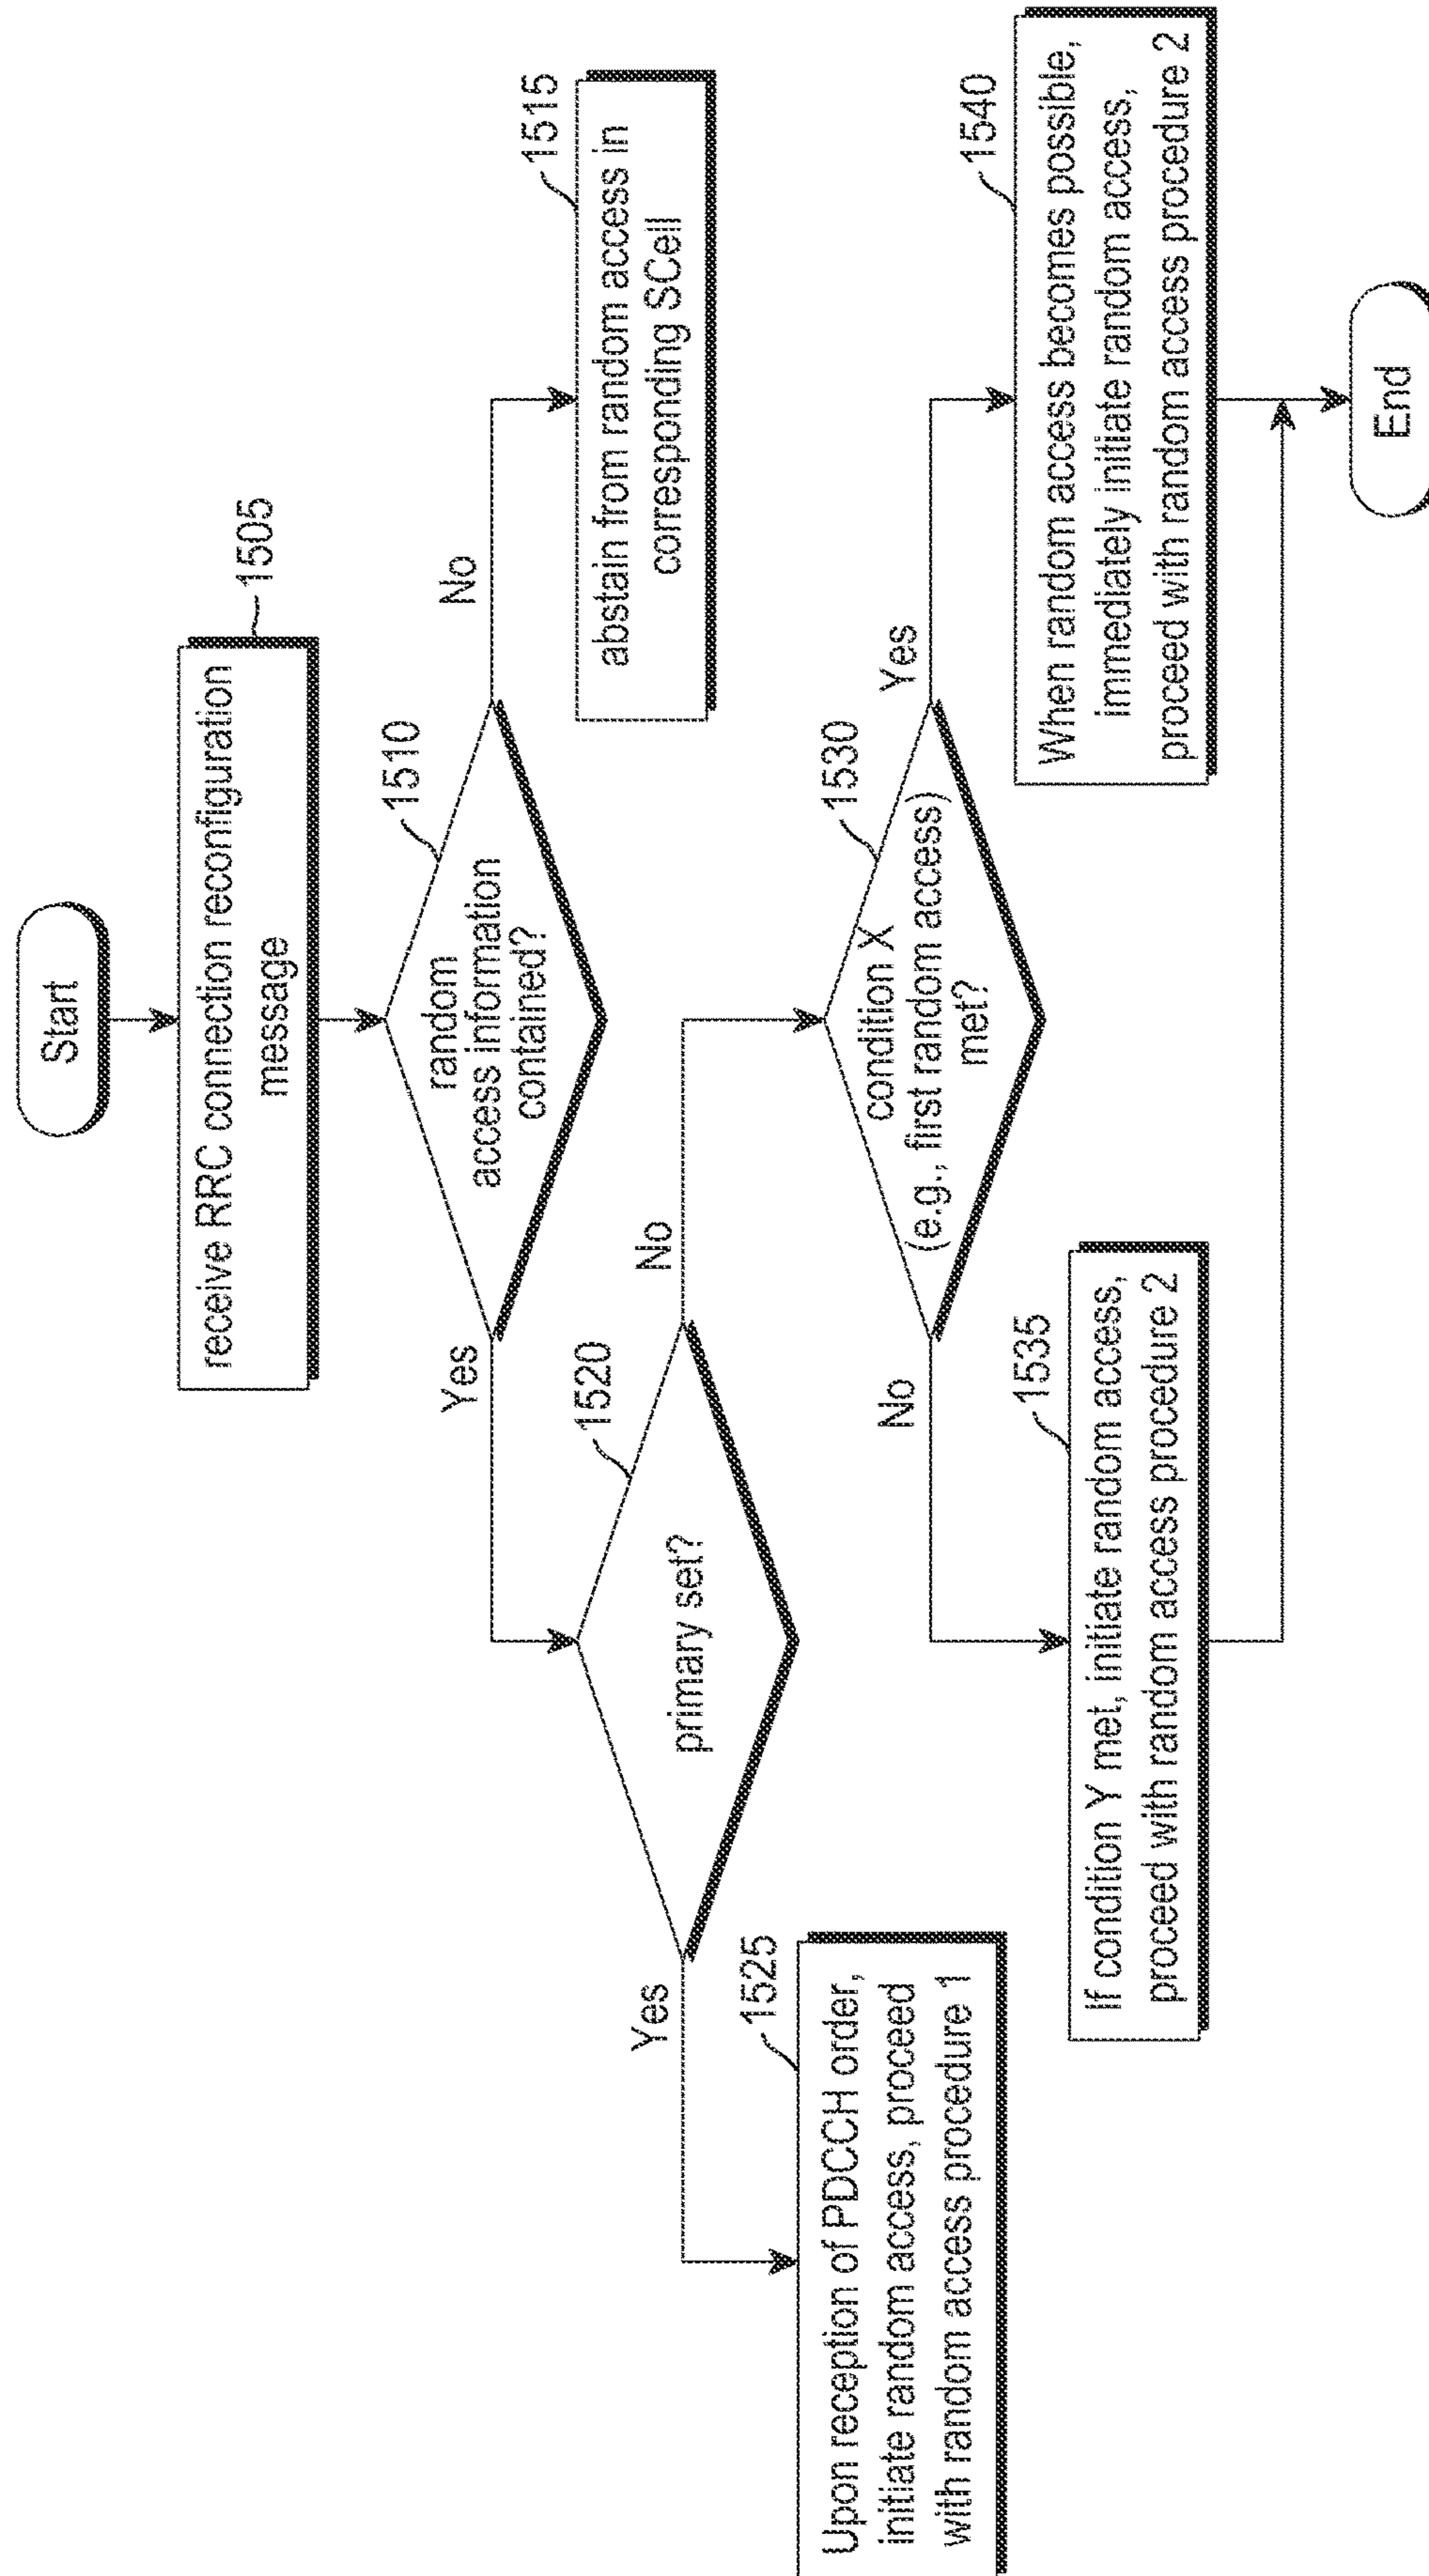 Start
receive RRC connection reconfiguration
message
1505
random
access information
contained?
1510
Yes
No
abstain from random access in
corresponding SCell
1515
primary set?
1520
Yes
No
Upon reception of PDCCH order,
initiate random access, proceed
with random access procedure 1
1525
condition X
(e.g., first random access)
met?
1530
No
Yes
If condition Y met, initiate random access,
proceed with random access procedure 2
1535
When random access becomes possible,
immediately initiate random access,
proceed with random access procedure 2
1540
End